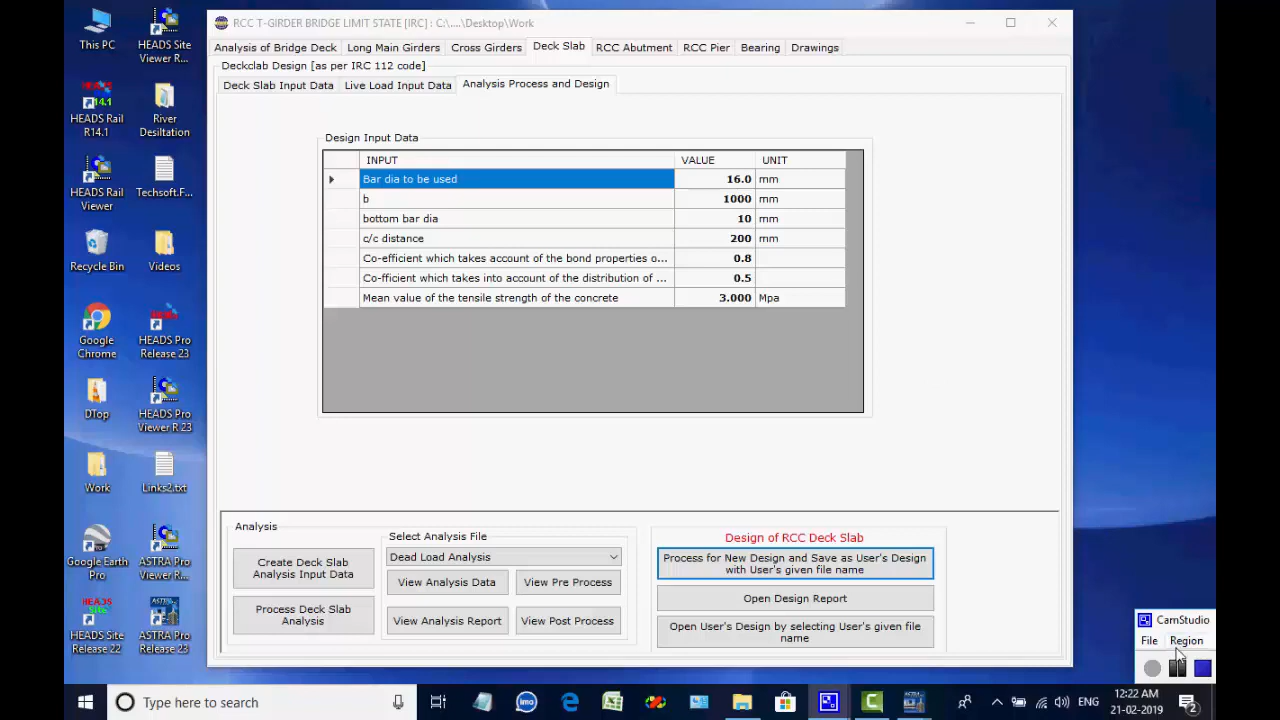 This PC
HEADS Site
Viewer R...
HEADS Rail
R14.1
River
Desiltation
HEADS Rail
Viewer
Techsoft.F...
Recycle Bin
Videos
Google
Chrome
HEADS Pro
Release 23
DTop
HEADS Pro
Viewer R 23
Work
Links2.txt
Google Earth
Pro
ASTRA Pro
Viewer R...
HEADS Site
Release 22
ASTRA Pro
Release 23
RCC T-GIRDER BRIDGE LIMIT STATE [IRC] : C:\....\Desktop\Work
Analysis of Bridge Deck Long Main Girders Cross Girders Deck Slab RCC Abutment RCC Pier Bearing Drawings
Deckclab Design [as per IRC 112 code]
Deck Slab Input Data Live Load Input Data Analysis Process and Design
Design Input Data
INPUT VALUE UNIT
Bar dia to be used 16.0 mm
b 1000 mm
bottom bar dia 10 mm
c/c distance 200 mm
Co-efficient which takes account of the bond properties o... 0.8
Co-fficient which takes into account of the distribution of ... 0.5
Mean value of the tensile strength of the concrete 3.000 Mpa
Analysis
Create Deck Slab
Analysis Input Data
Process Deck Slab
Analysis
Select Analysis File
Dead Load Analysis
View Analysis Data View Pre Process
View Analysis Report View Post Process
Design of RCC Deck Slab
Process for New Design and Save as User's Design
with User's given file name
Open Design Report
Open User's Design by selecting User's given file
name
CamStudio
File Region
Type here to search
ENG
12:22 AM
21-02-2019
2